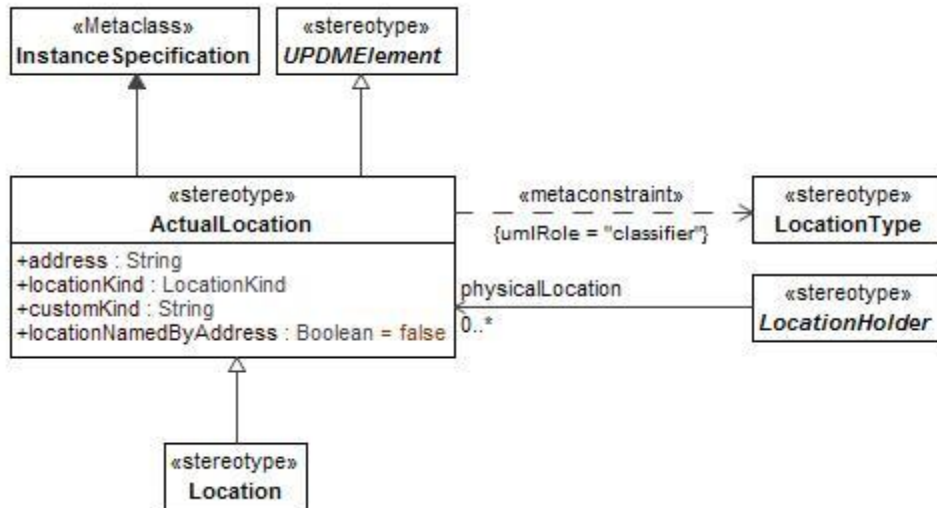 «Metaclass»
InstanceSpecification
«stereotype»
UPDMElement
«stereotype»
ActualLocation
+address : String
+locationKind : LocationKind
+customKind : String
+locationNamedByAddress : Boolean = false
«metaconstraint»
{umlRole = "classifier"}
«stereotype»
LocationType
physicalLocation
0..*
«stereotype»
LocationHolder
«stereotype»
Location